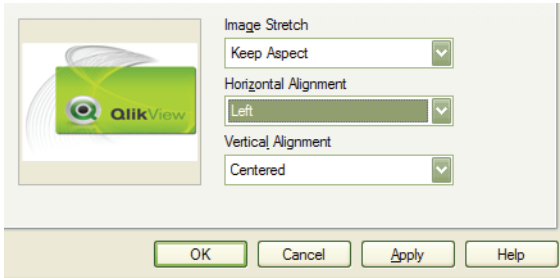 Image Stretch
Keep Aspect
Horizontal Alignment
Left
QlikView
Vertical Alignment
Centered
OK Cancel Apply Help